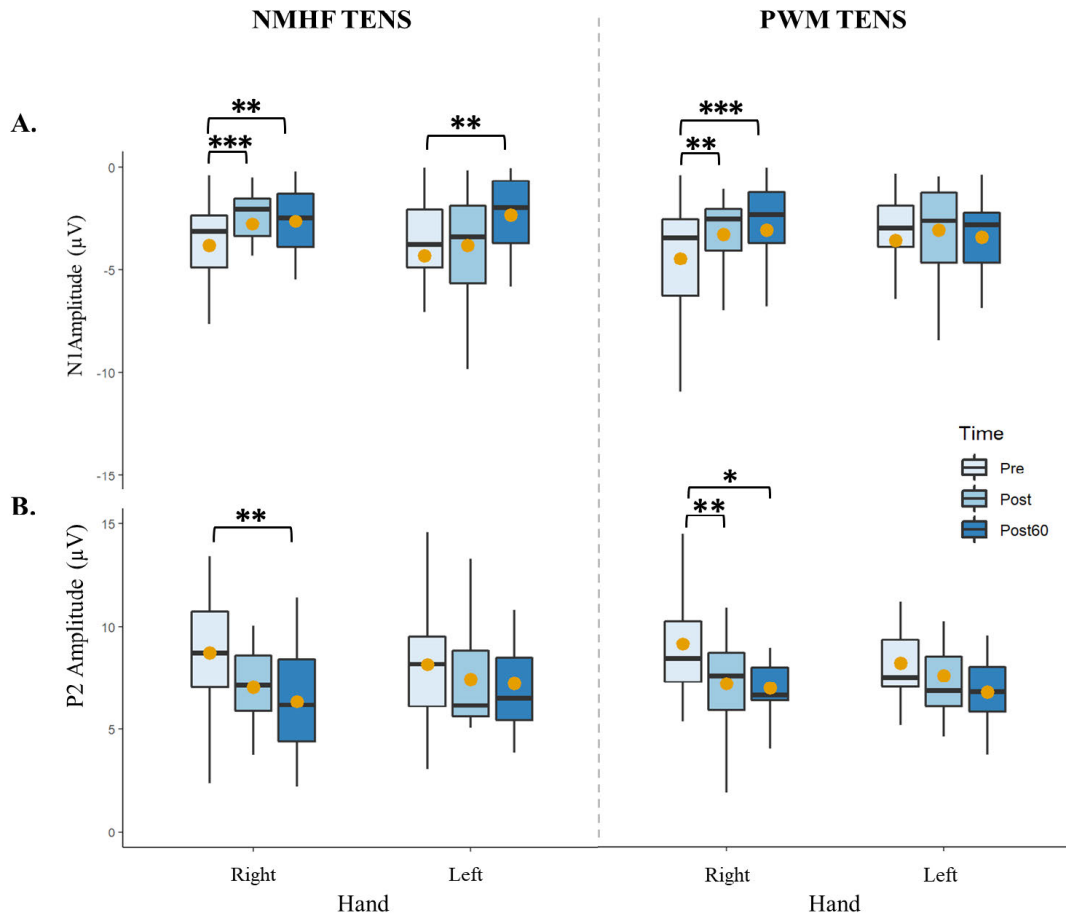 NMHF TENS
PWM TENS
A.
**
***
**
***
**
0
-5
-10
-15
N1Amplitude (µV)
Time
Pre
Post
Post60
B.
**
*
**
15
10
5
0
P2 Amplitude (µV)
Right
Left
Right
Left
Hand
Hand